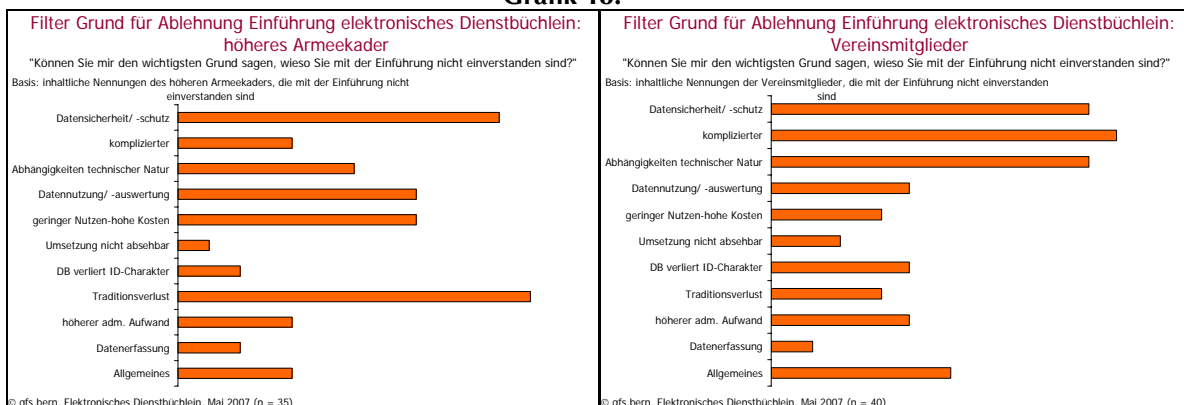 Filter Grund für Ablehnung Einführung elektronisches Dienstbüchlein:
höheres Armeekader
"Können Sie mir den wichtigsten Grund sagen, wieso Sie mit der Einführung nicht einverstanden sind?"
Basis: inhaltliche Nennungen des höheren Armeekaders, die mit der Einführung nicht
einverstanden sind
Datensicherheit/ -schutz
komplizierter
Abhängigkeiten technischer Natur
Datennutzung/ -auswertung
geringer Nutzen-hohe Kosten
Umsetzung nicht absehbar
DB verliert ID-Charakter
Traditionsverlust
höherer adm. Aufwand
Datenerfassung
Allgemeines
© gfs bern, Elektronisches Dienstbüchlein, Mai 2007 (n = 35)
Filter Grund für Ablehnung Einführung elektronisches Dienstbüchlein:
Vereinsmitglieder
"Können Sie mir den wichtigsten Grund sagen, wieso Sie mit der Einführung nicht einverstanden sind?"
Basis: inhaltliche Nennungen der Vereinsmitglieder, die mit der Einführung nicht einverstanden
sind
Datensicherheit/ -schutz
komplizierter
Abhängigkeiten technischer Natur
Datennutzung/ -auswertung
geringer Nutzen-hohe Kosten
Umsetzung nicht absehbar
DB verliert ID-Charakter
Traditionsverlust
höherer adm. Aufwand
Datenerfassung
Allgemeines
© gfs bern, Elektronisches Dienstbüchlein, Mai 2007 (n = 40)